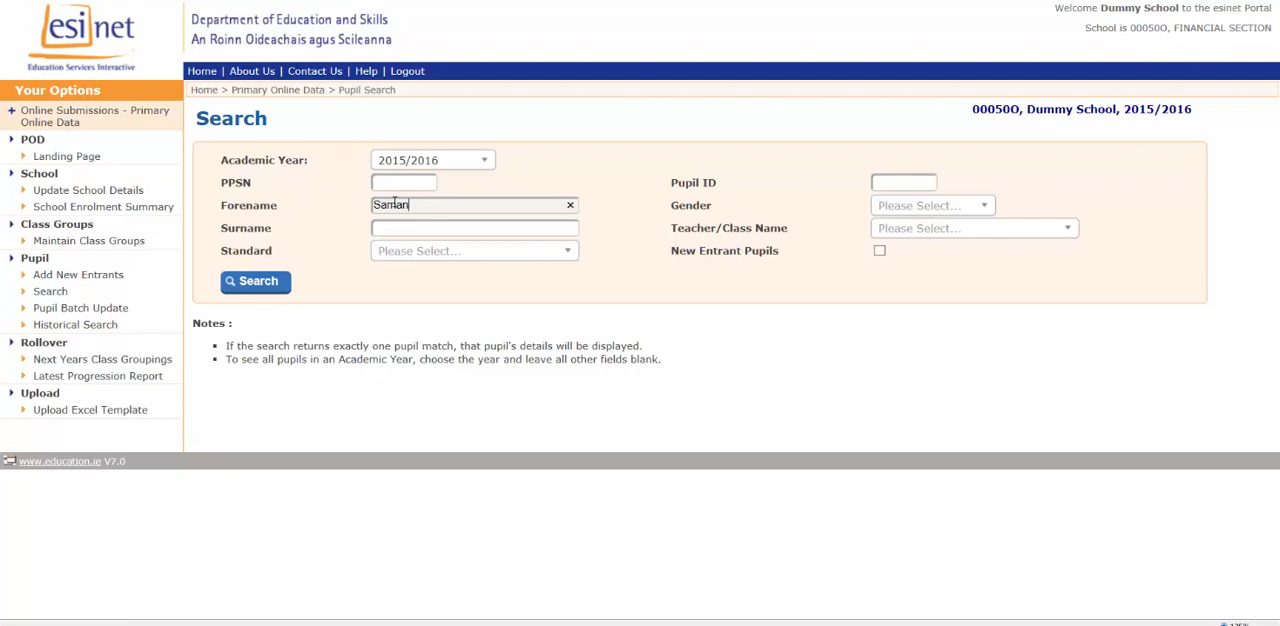 esinet
Education Services Interactive
Department of Education and Skills
An Roinn Oideachais agus Scileanna
Welcome Dummy School to the esinet Portal
School is 00050O, FINANCIAL SECTION
Home | About Us | Contact Us | Help | Logout
Your Options
Online Submissions - Primary
Online Data
POD
Landing Page
School
Update School Details
School Enrolment Summary
Class Groups
Maintain Class Groups
Pupil
Add New Entrants
Search
Pupil Batch Update
Historical Search
Rollover
Next Years Class Groupings
Latest Progression Report
Upload
Upload Excel Template
Home > Primary Online Data > Pupil Search
00050O, Dummy School, 2015/2016
Search
Academic Year: 2015/2016
PPSN Pupil ID
Forename Saman Gender Please Select...
Surname Teacher/Class Name Please Select...
Standard Please Select... New Entrant Pupils
Search
Notes :
If the search returns exactly one pupil match, that pupil's details will be displayed.
To see all pupils in an Academic Year, choose the year and leave all other fields blank.
www.education.ie V7.0